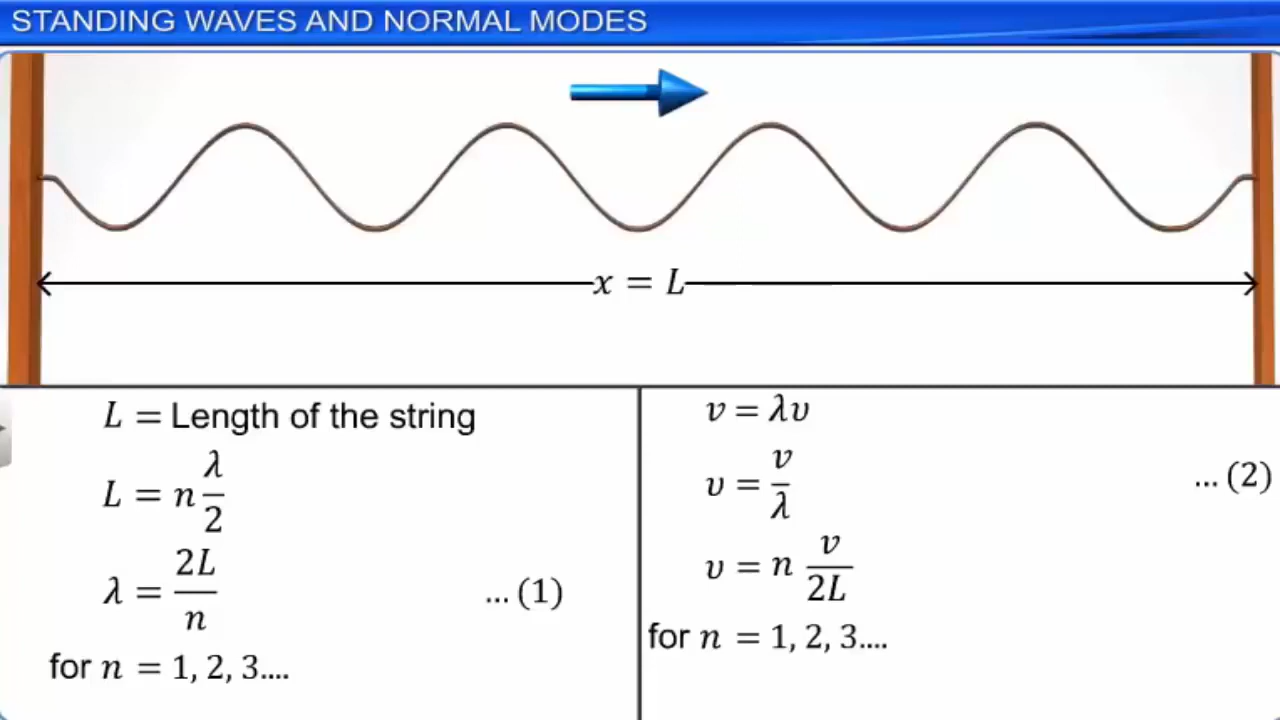 STANDING WAVES AND NORMAL MODES
x = L
L = Length of the string
L = n λ/2
λ = 2L/n ... (1)
for n = 1, 2, 3....
v = λυ
υ = v/λ ... (2)
υ = n v/2L
for n = 1, 2, 3....